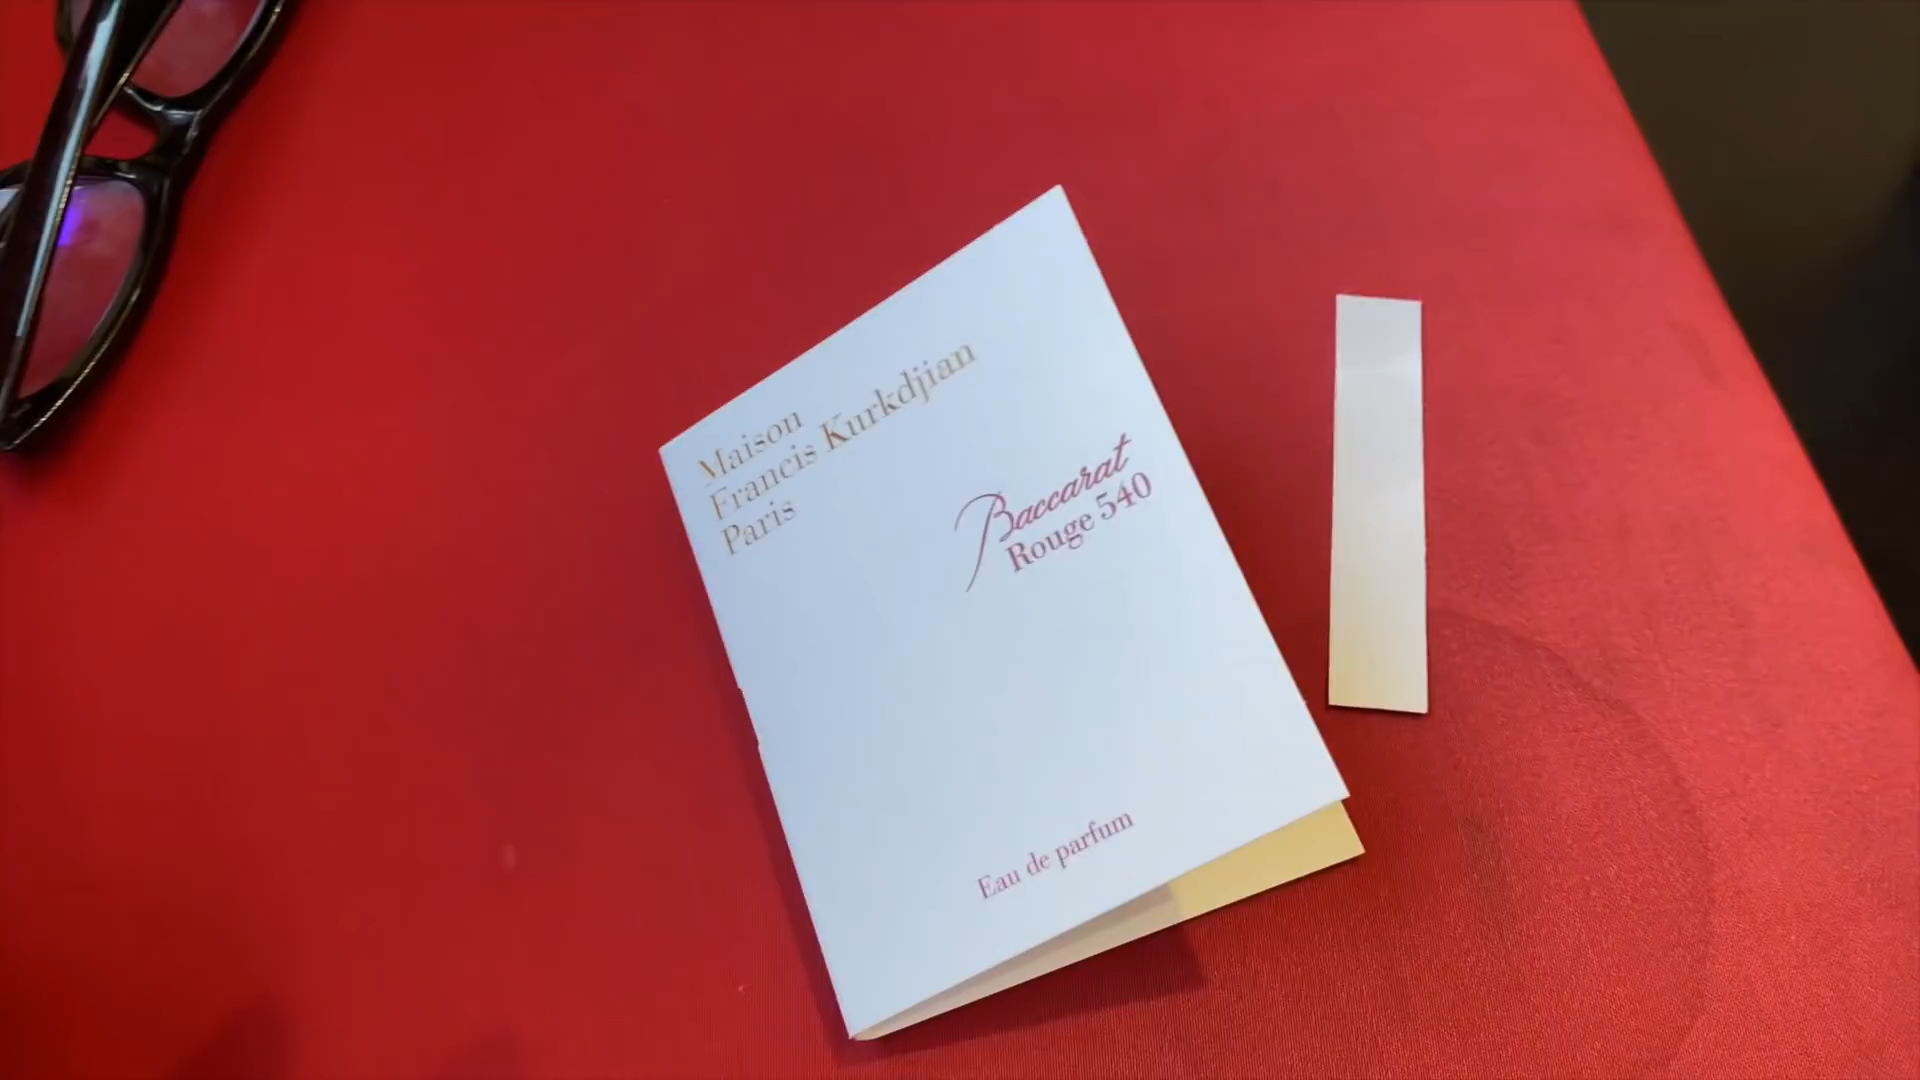 Maison
Francis Kurkdjian
Paris
Baccarat
Rouge 540
Eau de parfum